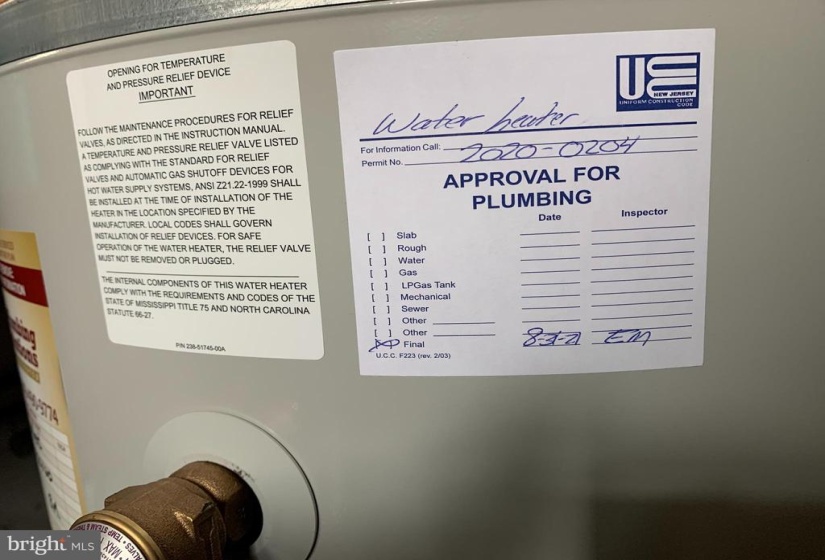 OPENING FOR TEMPERATURE
AND PRESSURE RELIEF DEVICE
IMPORTANT
FOLLOW THE MAINTENANCE PROCEDURES FOR RELIEF
VALVES, AS DIRECTED IN THE INSTRUCTION MANUAL.
A TEMPERATURE AND PRESSURE RELIEF VALVE LISTED
AS COMPLYING WITH THE STANDARD FOR RELIEF
VALVES AND AUTOMATIC GAS SHUTOFF DEVICES FOR
HOT WATER SUPPLY SYSTEMS, ANSI Z21.22-1999 SHALL
BE INSTALLED AT THE TIME OF INSTALLATION OF THE
HEATER IN THE LOCATION SPECIFIED BY THE
MANUFACTURER. LOCAL CODES SHALL GOVERN
INSTALLATION OF RELIEF DEVICES. FOR SAFE
OPERATION OF THE WATER HEATER, THE RELIEF VALVE
MUST NOT BE REMOVED OR PLUGGED.
THE INTERNAL COMPONENTS OF THIS WATER HEATER
COMPLY WITH THE REQUIREMENTS AND CODES OF THE
STATE OF MISSISSIPPI TITLE 75 AND NORTH CAROLINA
STATUTE 66-27.
P/N 238-51745-00A
NEW JERSEY
UNIFORM CONSTRUCTION
CODE
Water heater
For Information Call:
Permit No. 2020-0204
APPROVAL FOR
PLUMBING
Date Inspector
[ ] Slab
[ ] Rough
[ ] Water
[ ] Gas
[ ] LPGas Tank
[ ] Mechanical
[ ] Sewer
[ ] Other
[ ] Other
[X] Final 8-31-21 EM
U.C.C. F223 (rev. 2/03)
9774
bright MLS